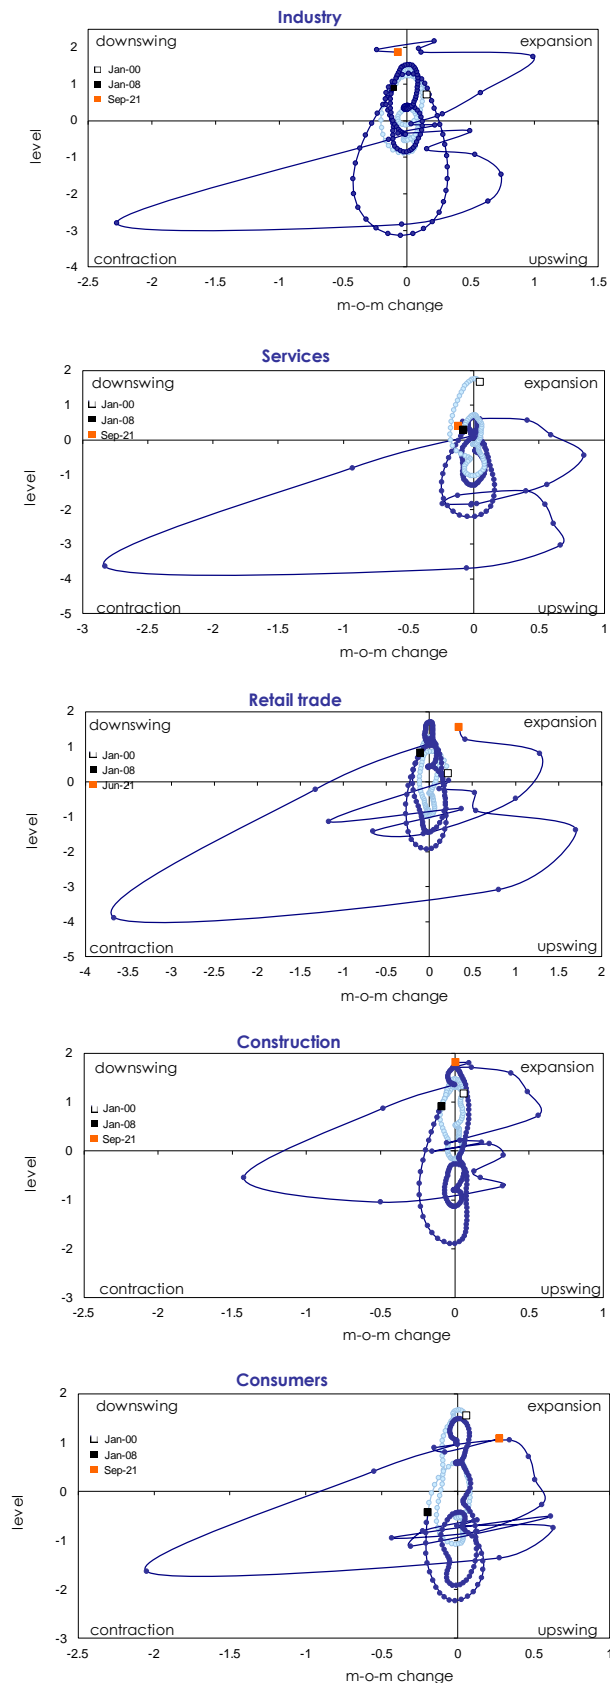 Industry
downswing
expansion
Jan-00
Jan-08
Sep-21
level
2
1
0
-1
-2
-3
-4
contraction
upswing
-2.5 -2 -1.5 -1 -0.5 0 0.5 1 1.5
m-o-m change
Services
downswing
expansion
Jan-00
Jan-08
Sep-21
level
2
1
0
-1
-2
-3
-4
-5
contraction
upswing
-3 -2.5 -2 -1.5 -1 -0.5 0 0.5 1
m-o-m change
Retail trade
downswing
expansion
Jan-00
Jan-08
Jun-21
level
2
1
0
-1
-2
-3
-4
-5
contraction
upswing
-4 -3.5 -3 -2.5 -2 -1.5 -1 -0.5 0 0.5 1 1.5 2
m-o-m change
Construction
downswing
expansion
Jan-00
Jan-08
Sep-21
level
2
1
0
-1
-2
-3
contraction
upswing
-2.5 -2 -1.5 -1 -0.5 0 0.5 1
m-o-m change
Consumers
downswing
expansion
Jan-00
Jan-08
Sep-21
level
2
1
0
-1
-2
-3
contraction
upswing
-2.5 -2 -1.5 -1 -0.5 0 0.5 1
m-o-m change